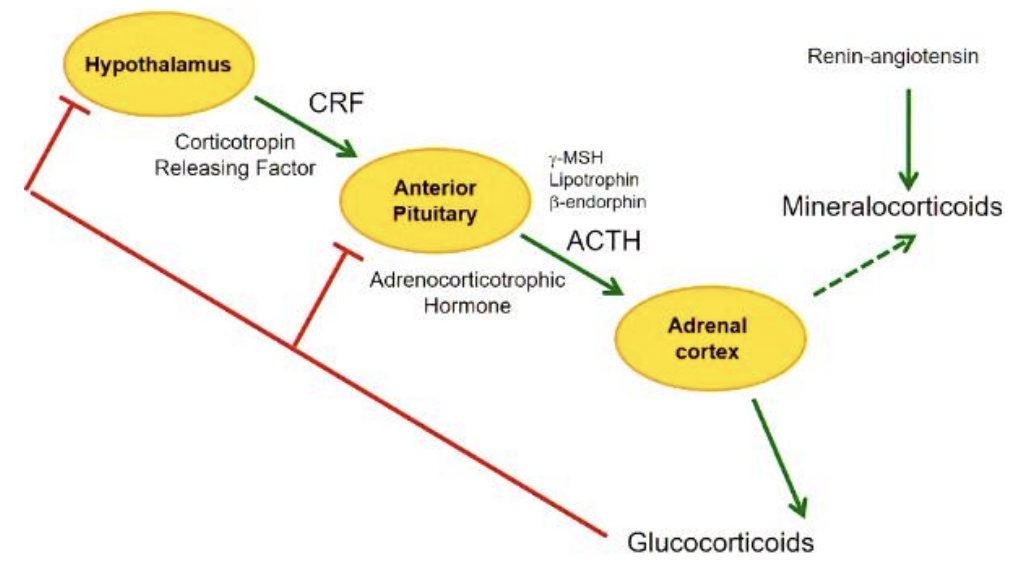 Hypothalamus
CRF
Corticotropin
Releasing Factor
Anterior
Pituitary
γ-MSH
Lipotrophin
β-endorphin
ACTH
Adrenocorticotrophic
Hormone
Adrenal
cortex
Renin-angiotensin
Mineralocorticoids
Glucocorticoids